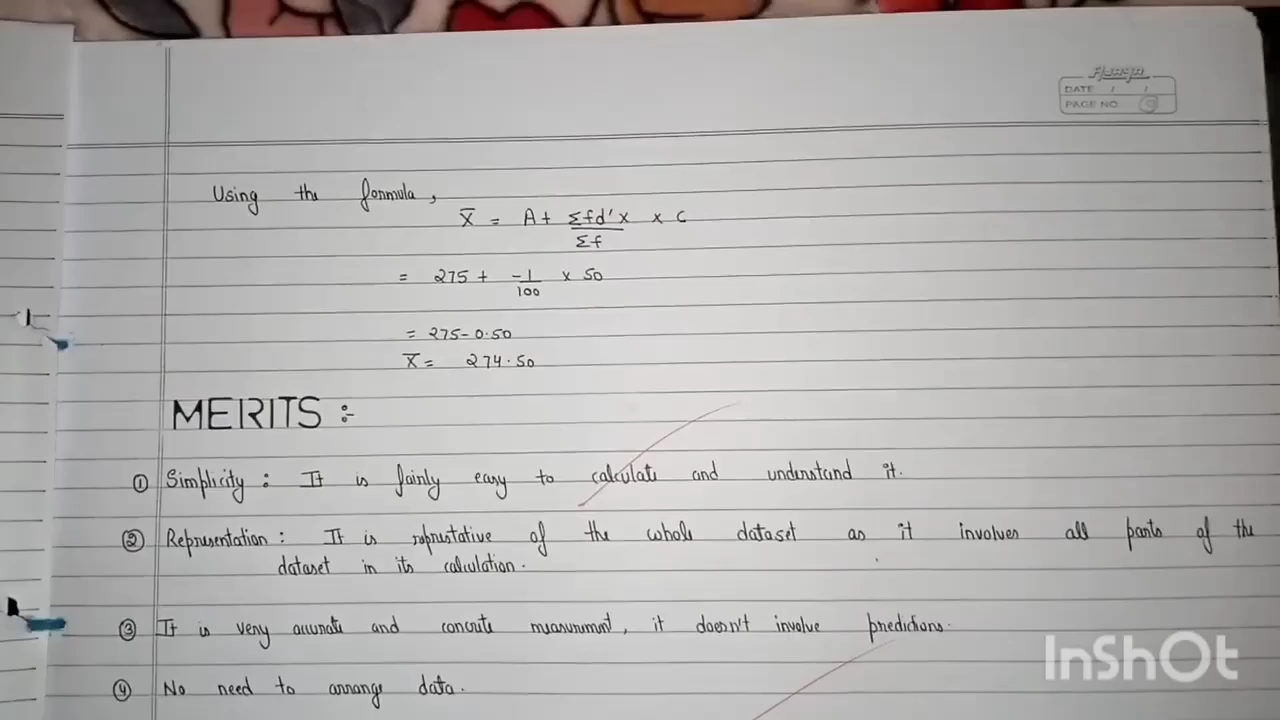 DATE / /
PAGE NO. 9
Using the formula,
X̄ = A + Σfd'x x C
Σf
= 275 + -1 x 50
100
= 275 - 0.50
X̄ = 274.50
MERITS :-
① Simplicity : It is fairly easy to calculate and understand it.
② Representation : It is represtative of the whole dataset as it involves all parts of the
dataset in its calculation.
③ It is very accurate and concrete measurement, it doesn't involve predictions.
④ No need to arrange data.
InShOt